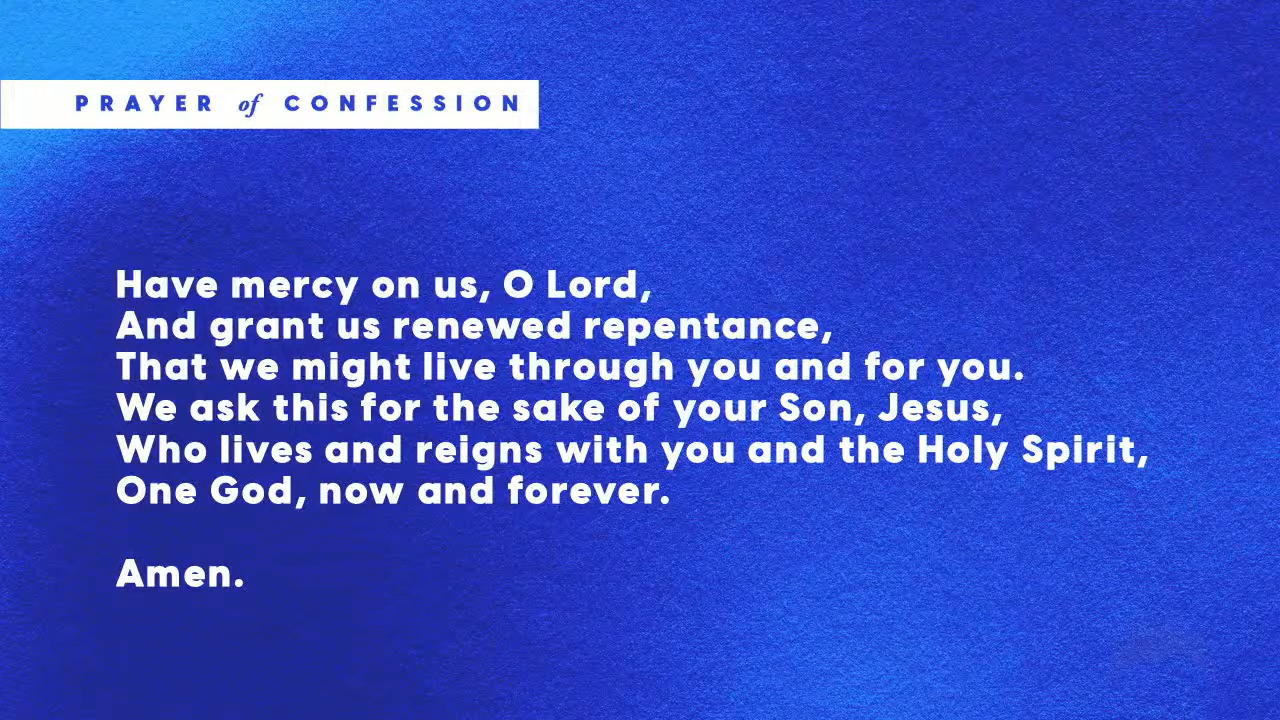 PRAYER of CONFESSION
Have mercy on us, O Lord,
And grant us renewed repentance,
That we might live through you and for you.
We ask this for the sake of your Son, Jesus,
Who lives and reigns with you and the Holy Spirit,
One God, now and forever.
Amen.